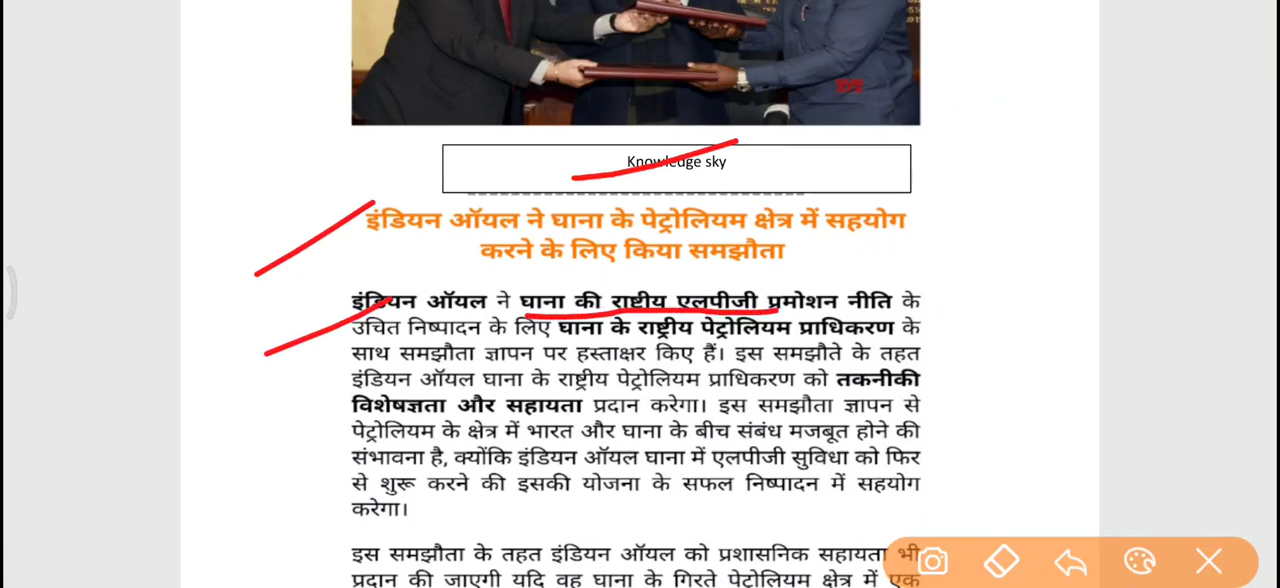 Knowledge sky
इंडियन ऑयल ने घाना के पेट्रोलियम क्षेत्र में सहयोग
करने के लिए किया समझौता
इंडियन ऑयल ने घाना की राष्टीय एलपीजी प्रमोशन नीति के
उचित निष्पादन के लिए घाना के राष्ट्रीय पेट्रोलियम प्राधिकरण के
साथ समझौता ज्ञापन पर हस्ताक्षर किए हैं। इस समझौते के तहत
इंडियन ऑयल घाना के राष्ट्रीय पेट्रोलियम प्राधिकरण को तकनीकी
विशेषज्ञता और सहायता प्रदान करेगा। इस समझौता ज्ञापन से
पेट्रोलियम के क्षेत्र में भारत और घाना के बीच संबंध मजबूत होने की
संभावना है, क्योंकि इंडियन ऑयल घाना में एलपीजी सुविधा को फिर
से शुरू करने की इसकी योजना के सफल निष्पादन में सहयोग
करेगा।
इस समझौता के तहत इंडियन ऑयल को प्रशासनिक सहायता भी
प्रदान की जाएगी यदि वह घाना के गिरते पेट्रोलियम क्षेत्र में एक